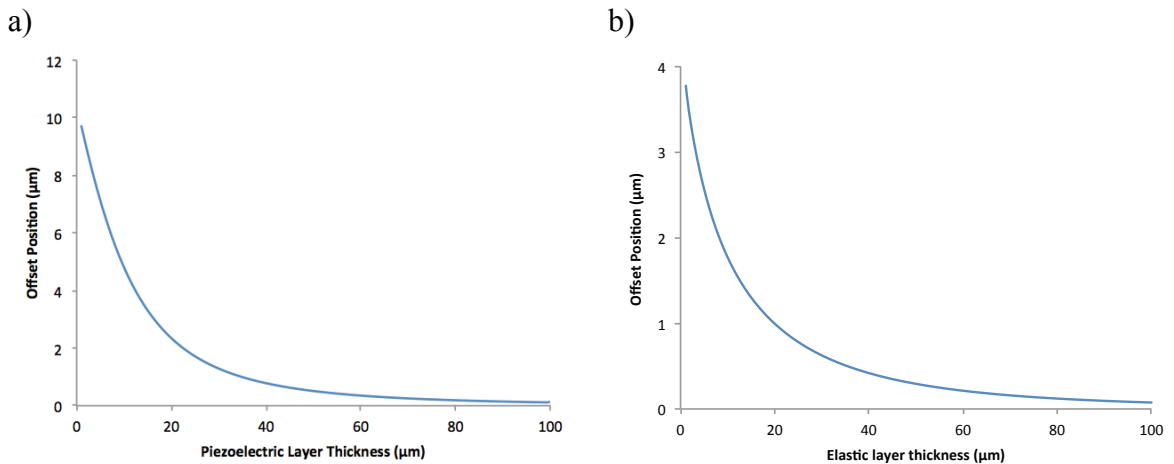 a)
12
10
8
6
4
2
0
Offset Position (µm)
0 20 40 60 80 100
Piezoelectric Layer Thickness (µm)
b)
4
3
2
1
0
Offset Position (µm)
0 20 40 60 80 100
Elastic layer thickness (µm)